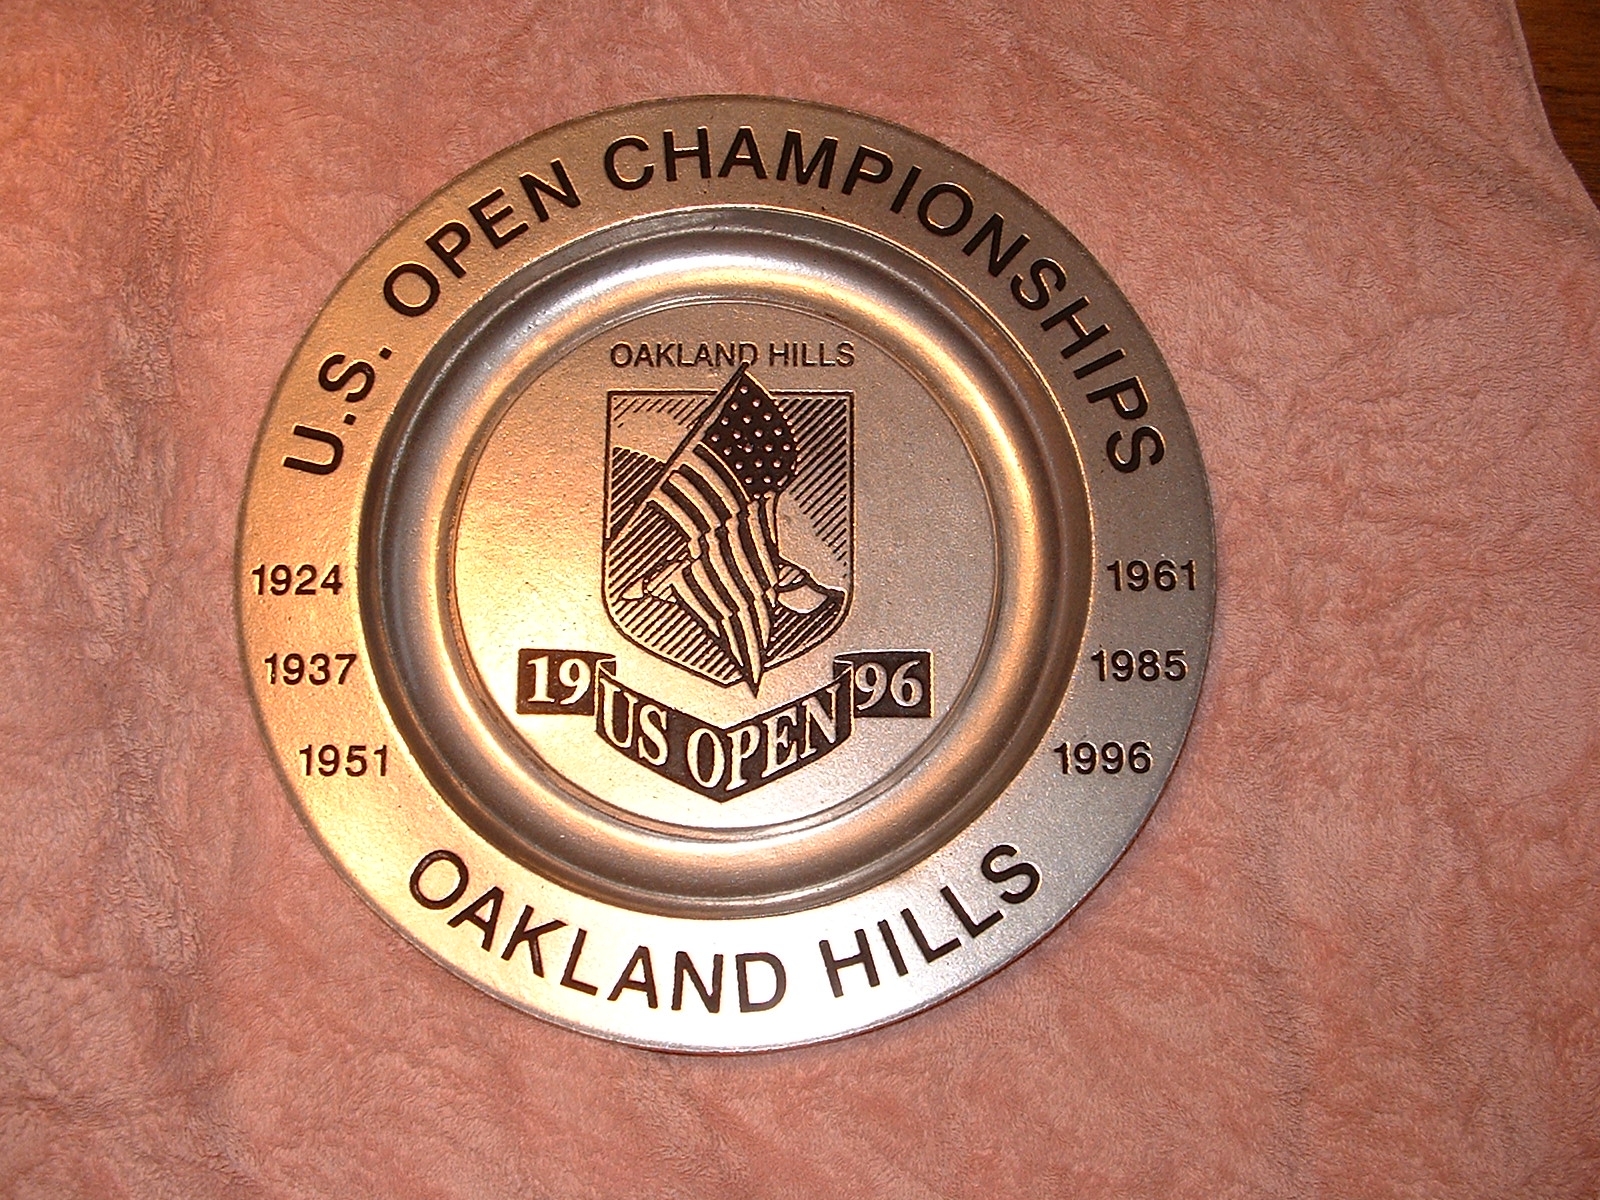 U.S. OPEN CHAMPIONSHIPS
OAKLAND HILLS
1924
1937
1951
1961
1985
1996
19 US OPEN 96
OAKLAND HILLS